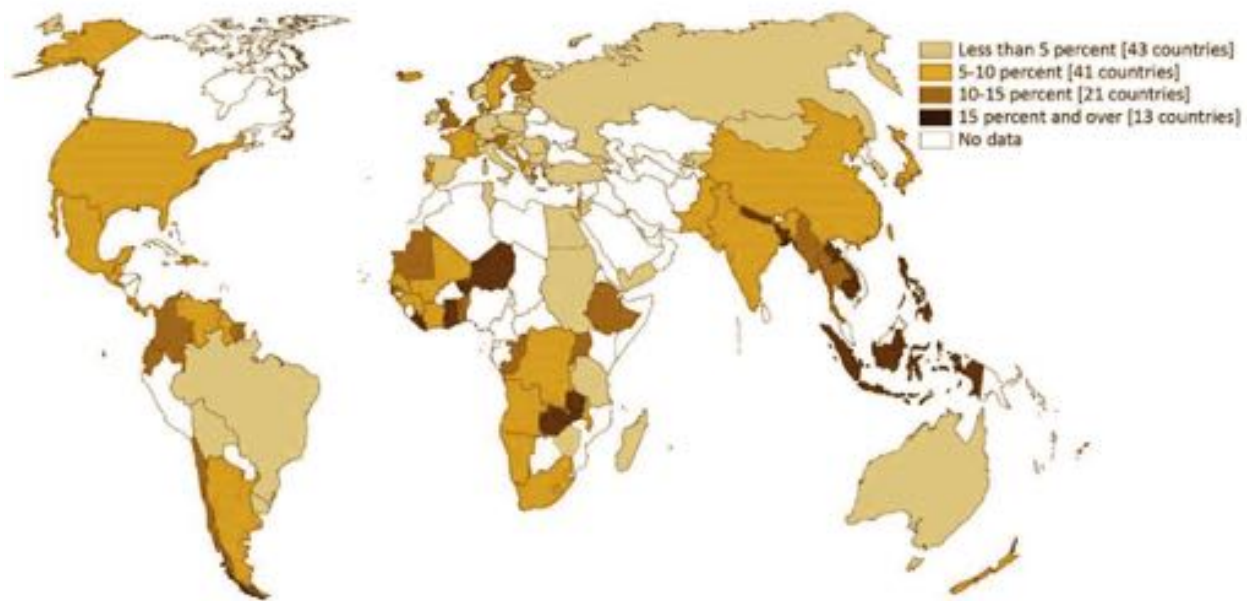 Less than 5 percent [43 countries]
5-10 percent [41 countries]
10-15 percent [21 countries]
15 percent and over [13 countries]
No data